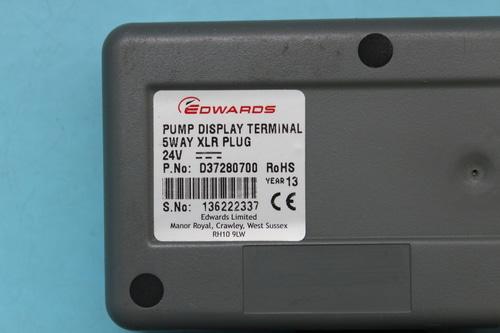 EDWARDS
PUMP DISPLAY TERMINAL
5WAY XLR PLUG
24V
P.No: D37280700 RoHS
YEAR 13
S.No: 136222337 CE
Edwards Limited
Manor Royal, Crawley, West Sussex
RH10 9LW